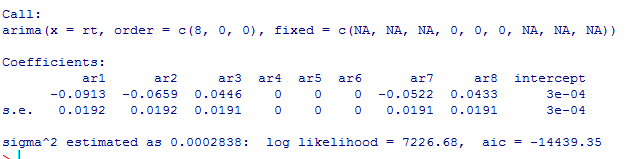 Call:
arima(x = rt, order = c(8, 0, 0), fixed = c(NA, NA, NA, 0, 0, 0, NA, NA, NA))
Coefficients:
ar1 ar2 ar3 ar4 ar5 ar6 ar7 ar8 intercept
-0.0913 -0.0659 0.0446 0 0 0 -0.0522 0.0433 3e-04
s.e. 0.0192 0.0192 0.0191 0 0 0 0.0191 0.0191 3e-04
sigma^2 estimated as 0.0002838: log likelihood = 7226.68, aic = -14439.35
>